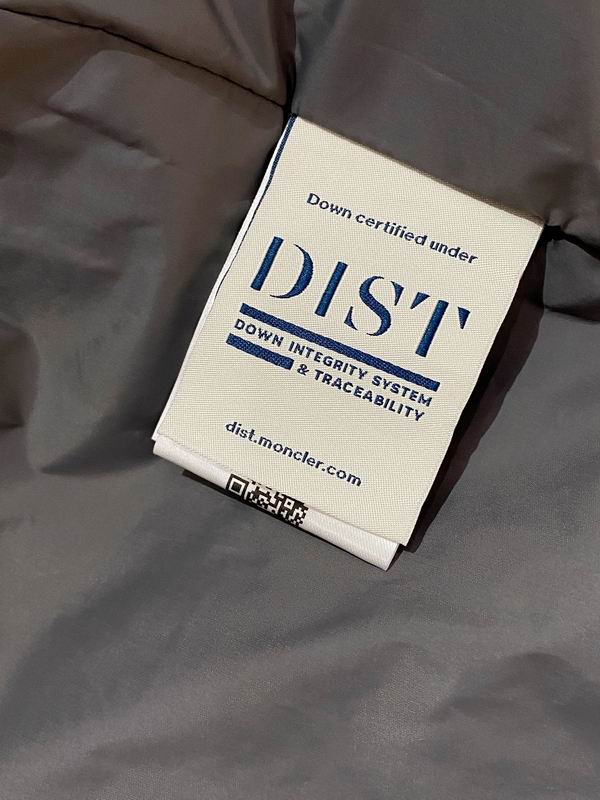 Down certified under
DIST
DOWN INTEGRITY SYSTEM
& TRACEABILITY
dist.moncler.com